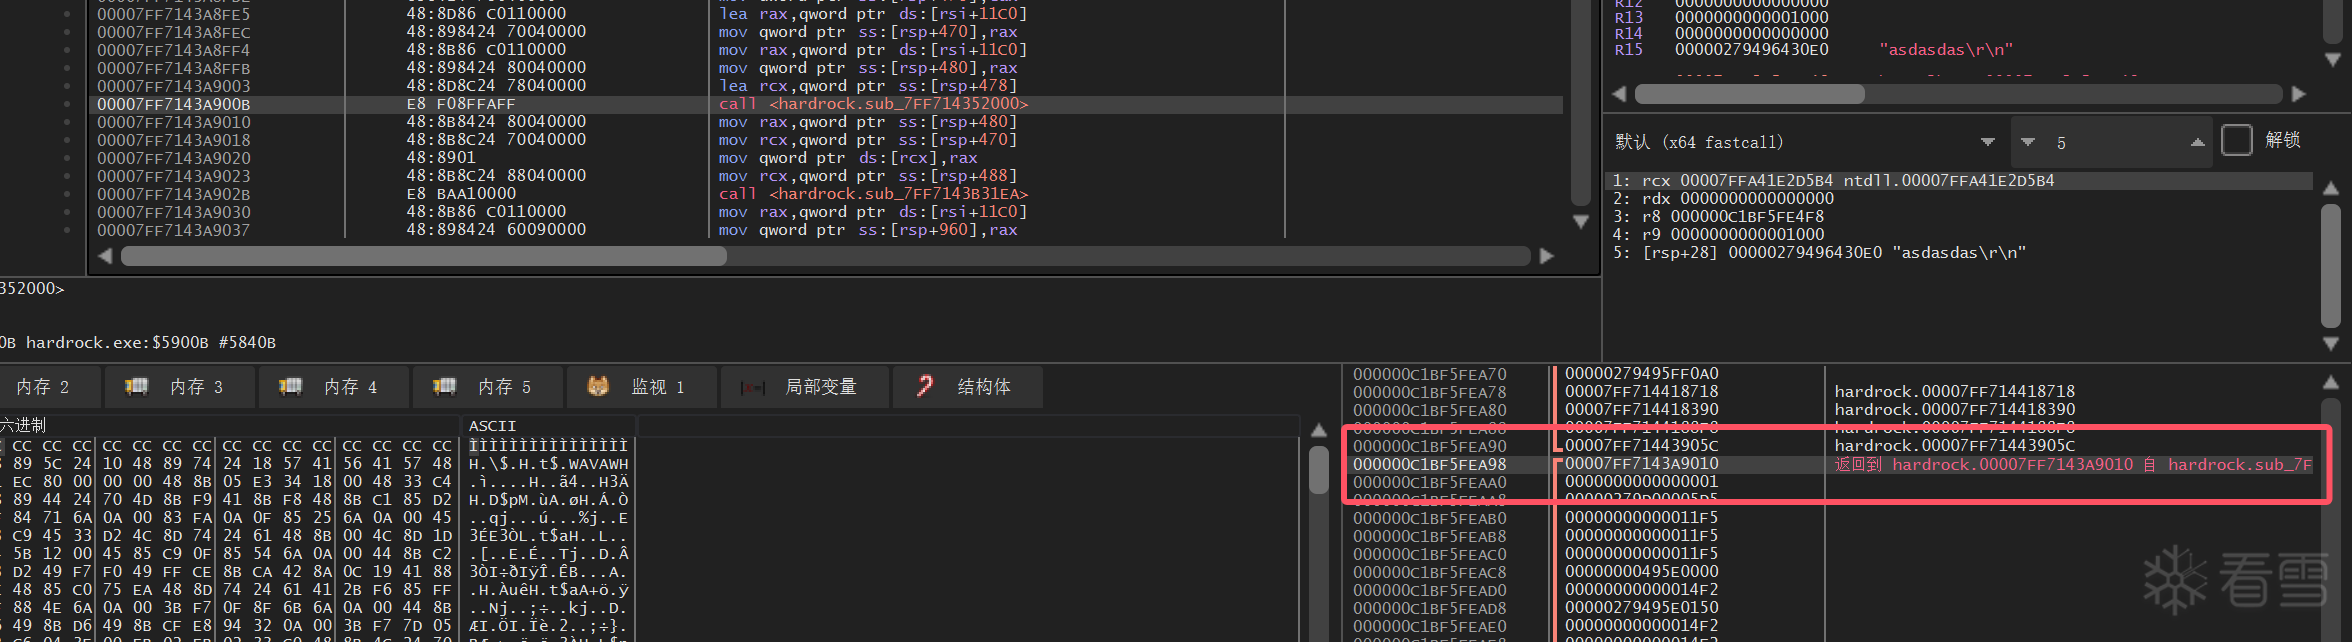 00007FF7143A8FE5 48:8D86 C0110000 lea rax,qword ptr ds:[rsi+11C0]
00007FF7143A8FEC 48:898424 70040000 mov qword ptr ss:[rsp+470],rax
00007FF7143A8FF4 48:8B86 C0110000 mov rax,qword ptr ds:[rsi+11C0]
00007FF7143A8FFB 48:898424 80040000 mov qword ptr ss:[rsp+480],rax
00007FF7143A9003 48:8D8C24 78040000 lea rcx,qword ptr ss:[rsp+478]
00007FF7143A900B E8 F08FFAFF call <hardrock.sub_7FF714352000>
00007FF7143A9010 48:8B8424 80040000 mov rax,qword ptr ss:[rsp+480]
00007FF7143A9018 48:8B8C24 70040000 mov rcx,qword ptr ss:[rsp+470]
00007FF7143A9020 48:8901 mov qword ptr ds:[rcx],rax
00007FF7143A9023 48:8B8C24 88040000 mov rcx,qword ptr ss:[rsp+488]
00007FF7143A902B E8 BAA10000 call <hardrock.sub_7FF7143B31EA>
00007FF7143A9030 48:8B86 C0110000 mov rax,qword ptr ds:[rsi+11C0]
00007FF7143A9037 48:898424 60090000 mov qword ptr ss:[rsp+960],rax
R12 0000000000000000
R13 0000000000001000
R14 0000000000000000
R15 00000279496430E0 "asdasdas\r\n"
默认 (x64 fastcall) 5 解锁
1: rcx 00007FFA41E2D5B4 ntdll.00007FFA41E2D5B4
2: rdx 0000000000000000
3: r8 000000C1BF5FE4F8
4: r9 0000000000001000
5: [rsp+28] 00000279496430E0 "asdasdas\r\n"
352000>
0B hardrock.exe:$5900B #5840B
内存 2 内存 3 内存 4 内存 5 监视 1 局部变量 结构体
六进制 ASCII
CC CC CC CC CC CC CC CC CC CC CC CC CC CC CC ÌÌÌÌÌÌÌÌÌÌÌÌÌÌÌÌ
89 5C 24 10 48 89 74 24 18 57 41 56 41 57 48 H.\$.H.t$.WAVAWH
EC 80 00 00 00 48 8B 05 E3 34 18 00 48 33 C4 .ì....H..ã4..H3Ä
89 44 24 70 4D 8B F9 41 8B F8 48 8B C1 85 D2 H.D$pM.ùA.øH.Á.Ò
84 71 6A 0A 00 83 FA 0A 0F 85 25 6A 0A 00 45 ..qj...ú...%j..E
C9 45 33 D2 4C 8D 74 24 61 48 8B 00 4C 8D 1D 3ÉE3ÒL.t$aH..L..
5B 12 00 45 85 C9 0F 85 54 6A 0A 00 44 8B C2 .[..E.É..Tj..D.Â
D2 49 F7 F0 49 FF CE 8B CA 42 8A 0C 19 41 88 3ÒI÷ðIÿÎ.ÊB...A.
48 85 C0 75 EA 48 8D 74 24 61 41 2B F6 85 FF .H.ÀuêH.t$aA+ö.ÿ
88 4E 6A 0A 00 3B F7 0F 8F 6B 6A 0A 00 44 8B ..Nj..;÷..kj..D.
49 8B D6 49 8B CF E8 94 32 0A 00 3B F7 7D 05 ÆI.ÖI.Ïè.2..;÷}.
000000C1BF5FEA70 00000279495FF0A0
000000C1BF5FEA78 00007FF714418718 hardrock.00007FF714418718
000000C1BF5FEA80 00007FF714418390 hardrock.00007FF714418390
000000C1BF5FEA90 00007FF71443905C hardrock.00007FF71443905C
000000C1BF5FEA98 00007FF7143A9010 返回到 hardrock.00007FF7143A9010 自 hardrock.sub_7F
000000C1BF5FEAA0 0000000000000001
000000C1BF5FEAA8 00000279D00005D5
000000C1BF5FEAB0 00000000000011F5
000000C1BF5FEAB8 00000000000011F5
000000C1BF5FEAC0 00000000000011F5
000000C1BF5FEAC8 00000000495E0000
000000C1BF5FEAD0 00000000000014F2
000000C1BF5FEAD8 00000279495E0150
000000C1BF5FEAE0 00000000000014F2
看雪